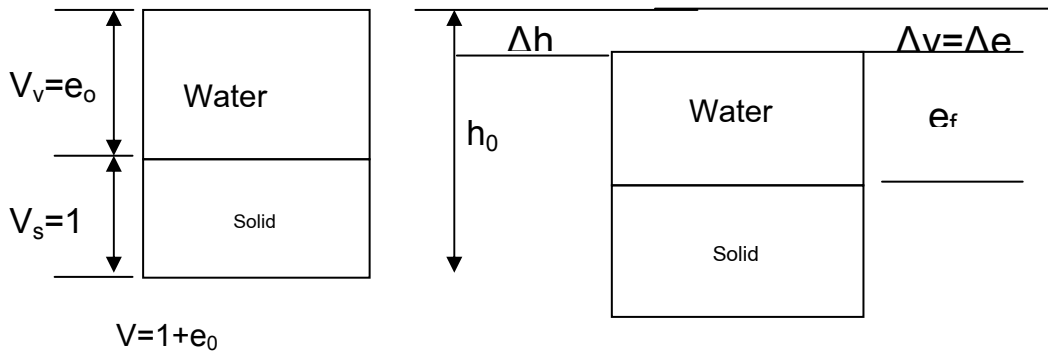 Vv=eo
Water
Vs=1
Solid
V=1+e0
Δh
h0
Δv=Δe
Water
ef
Solid